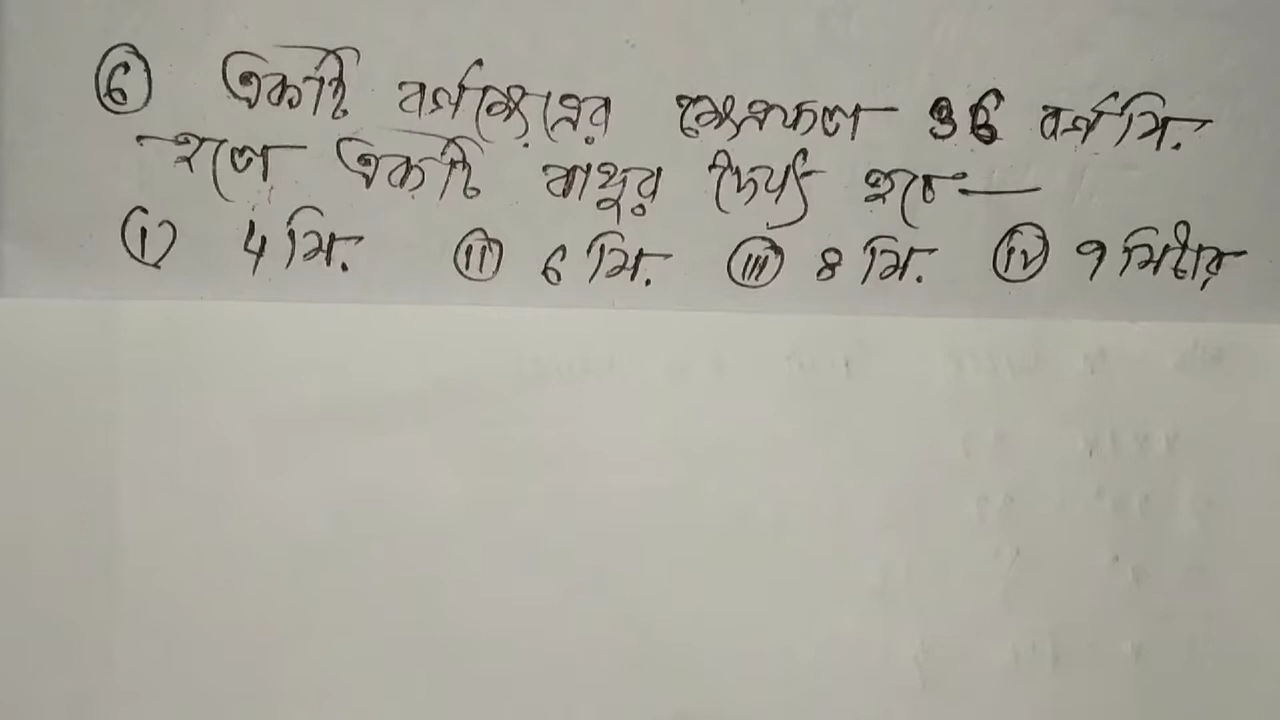 ⑥ একটি বর্গক্ষেত্রের ক্ষেত্রফল 36 বর্গমি.
হলে একটি বাহুর দৈর্ঘ্য হবে —
ⓘ 4 মি. ⓘⓘ 6 মি. ⓘⓘⓘ 8 মি. ⓘⓥ 9 মিটার